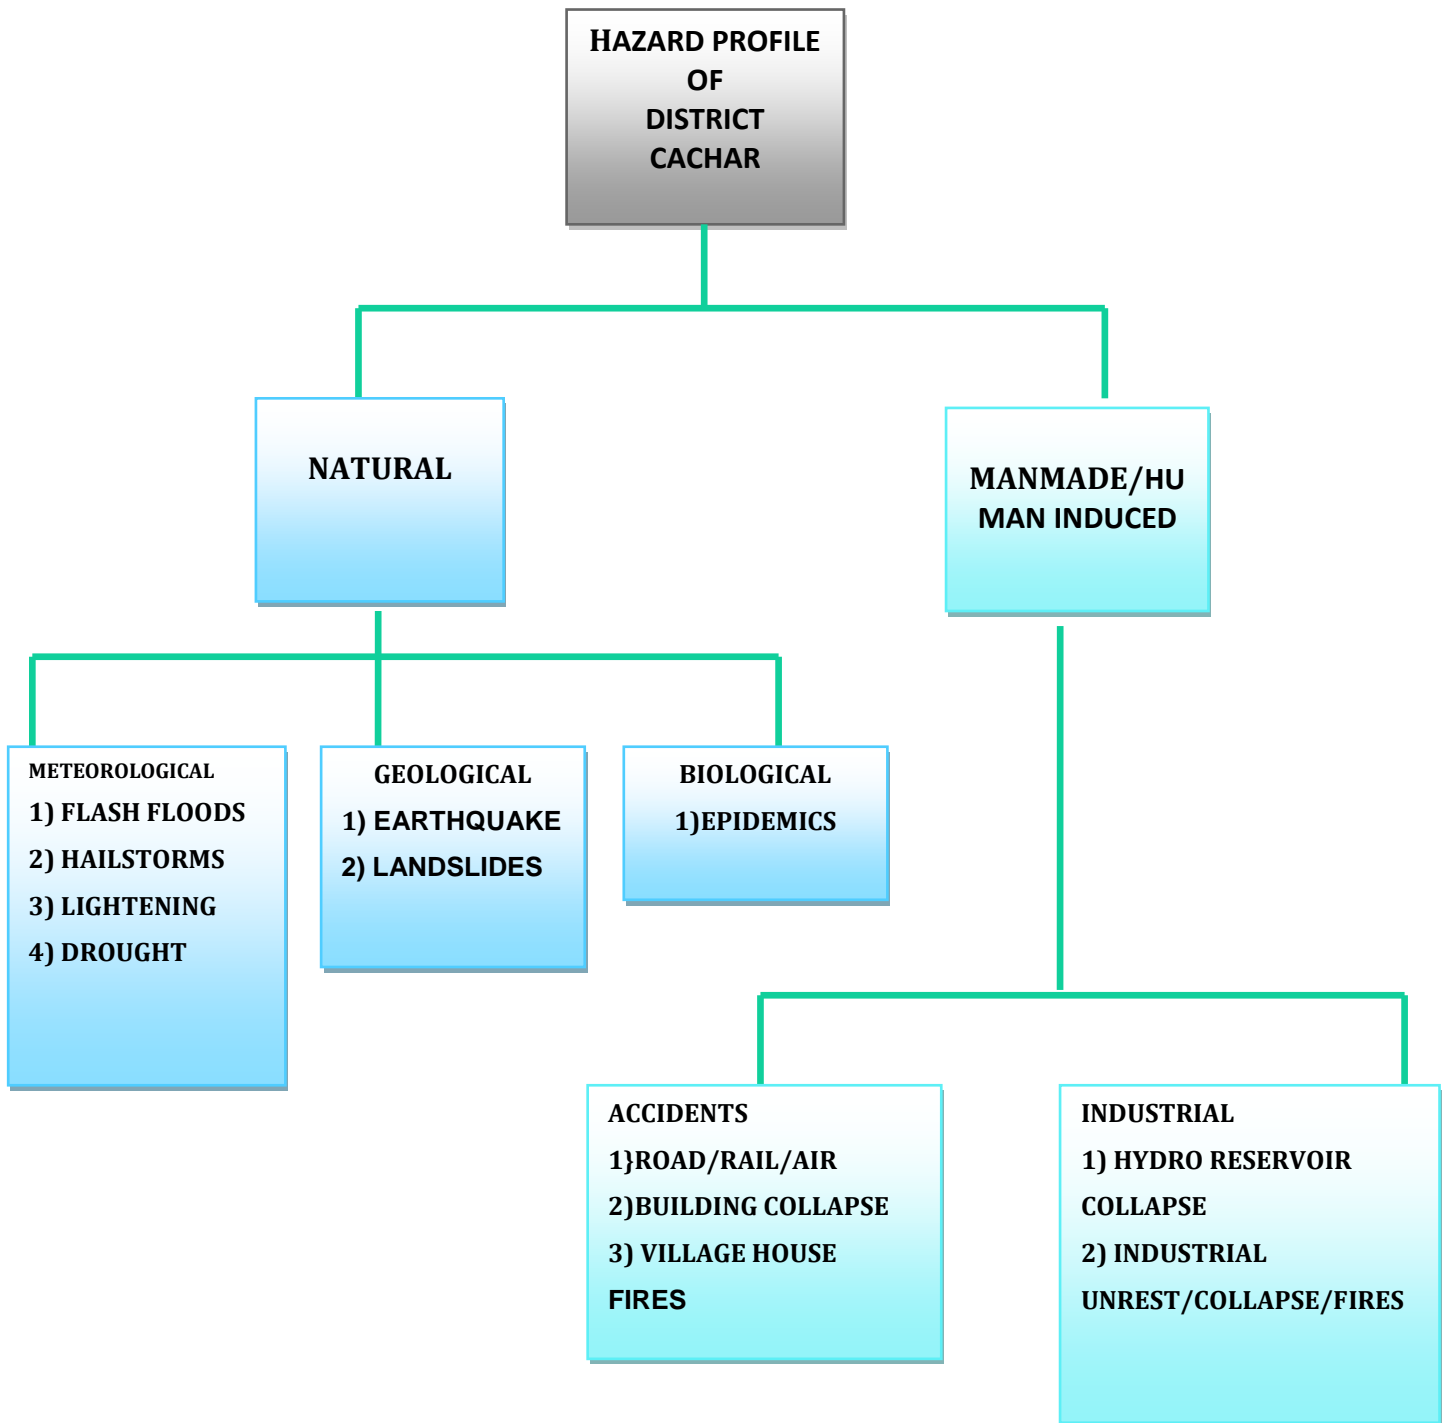 HAZARD PROFILE
OF
DISTRICT
CACHAR
NATURAL
MANMADE/HU
MAN INDUCED
METEOROLOGICAL
1) FLASH FLOODS
2) HAILSTORMS
3) LIGHTENING
4) DROUGHT
GEOLOGICAL
1) EARTHQUAKE
2) LANDSLIDES
BIOLOGICAL
1)EPIDEMICS
ACCIDENTS
1}ROAD/RAIL/AIR
2)BUILDING COLLAPSE
3) VILLAGE HOUSE
FIRES
INDUSTRIAL
1) HYDRO RESERVOIR
COLLAPSE
2) INDUSTRIAL
UNREST/COLLAPSE/FIRES